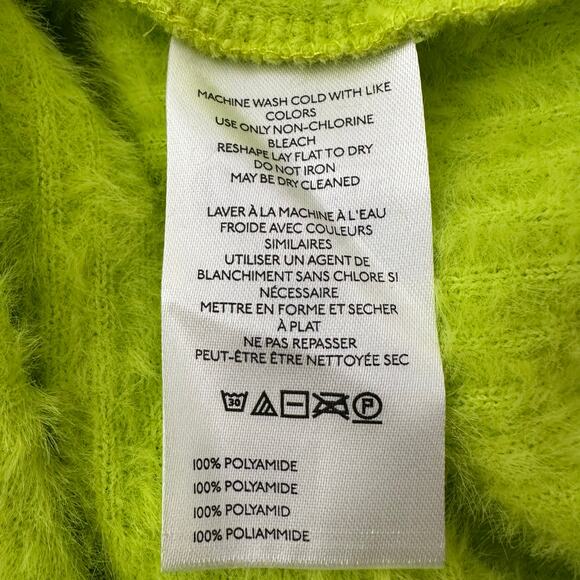 MACHINE WASH COLD WITH LIKE
COLORS
USE ONLY NON-CHLORINE
BLEACH
RESHAPE LAY FLAT TO DRY
DO NOT IRON
MAY BE DRY CLEANED
LAVER À LA MACHINE À L'EAU
FROIDE AVEC COULEURS
SIMILAIRES
UTILISER UN AGENT DE
BLANCHIMENT SANS CHLORE SI
NÉCESSAIRE
METTRE EN FORME ET SECHER
À PLAT
NE PAS REPASSER
PEUT-ÊTRE ÊTRE NETTOYÉE SEC
30 P
100% POLYAMIDE
100% POLYAMIDE
100% POLYAMID
100% POLIAMMIDE